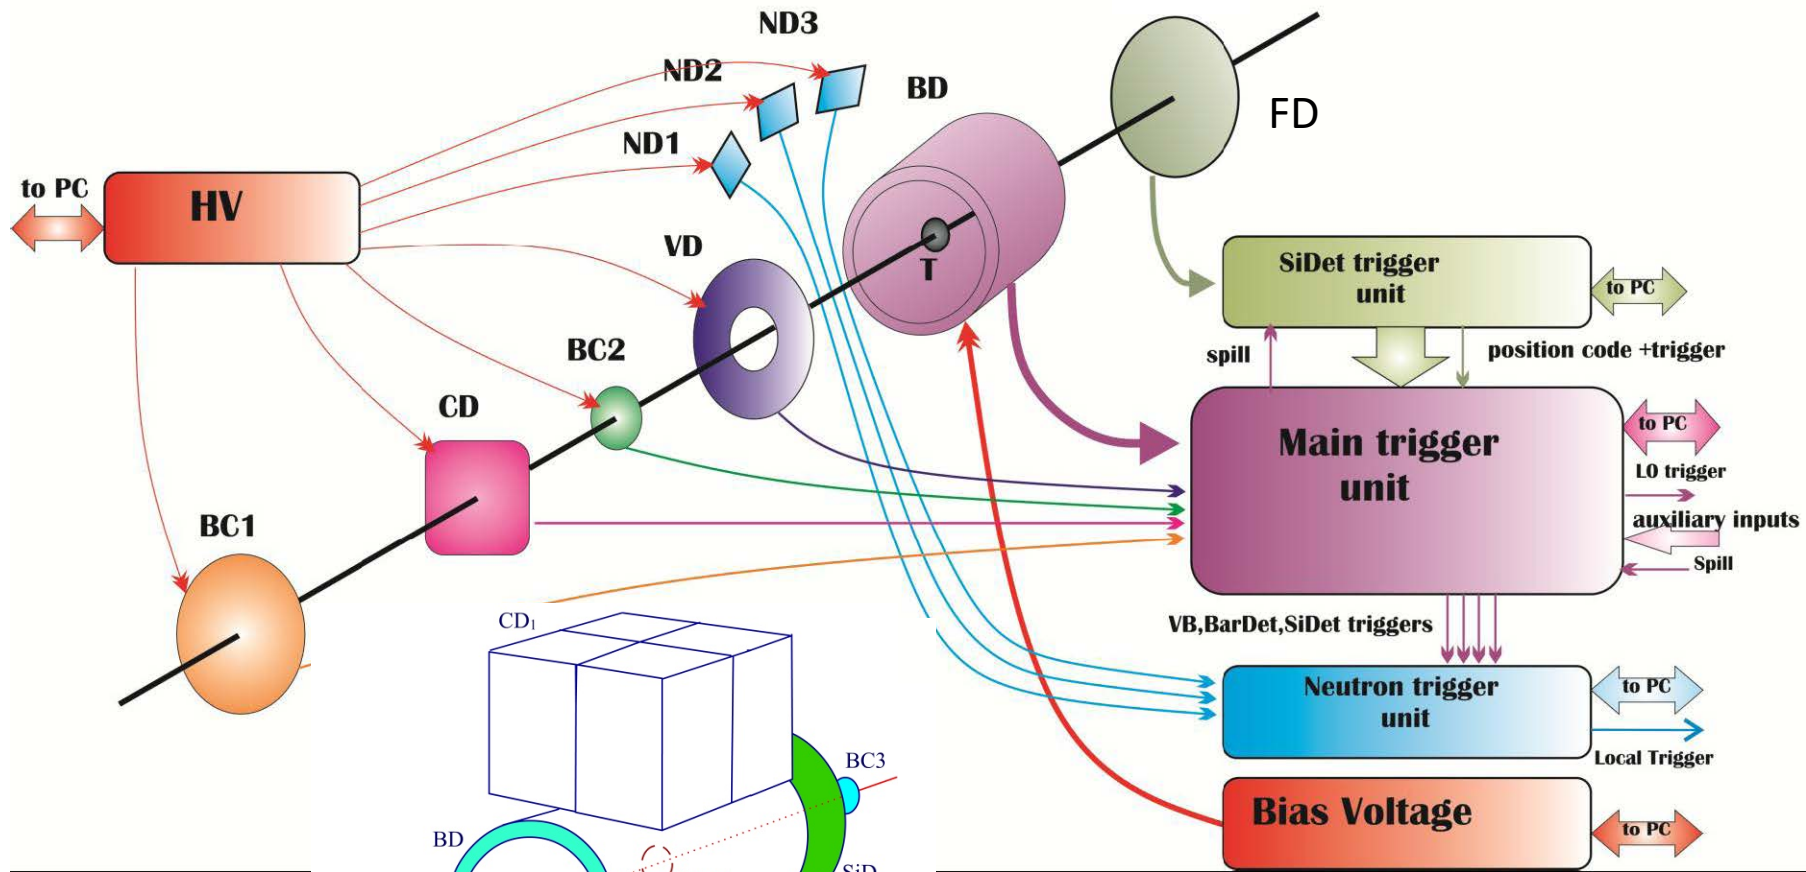 ND3
ND2
BD
FD
ND1
to PC
HV
VD
T
SiDet trigger
unit
to PC
BC2
spill
position code +trigger
CD
Main trigger
unit
to PC
LO trigger
auxiliary inputs
Spill
BC1
VB,BarDet,SiDet triggers
CD1
Neutron trigger
unit
to PC
Local Trigger
BC3
BD
Bias Voltage
to PC
SiD